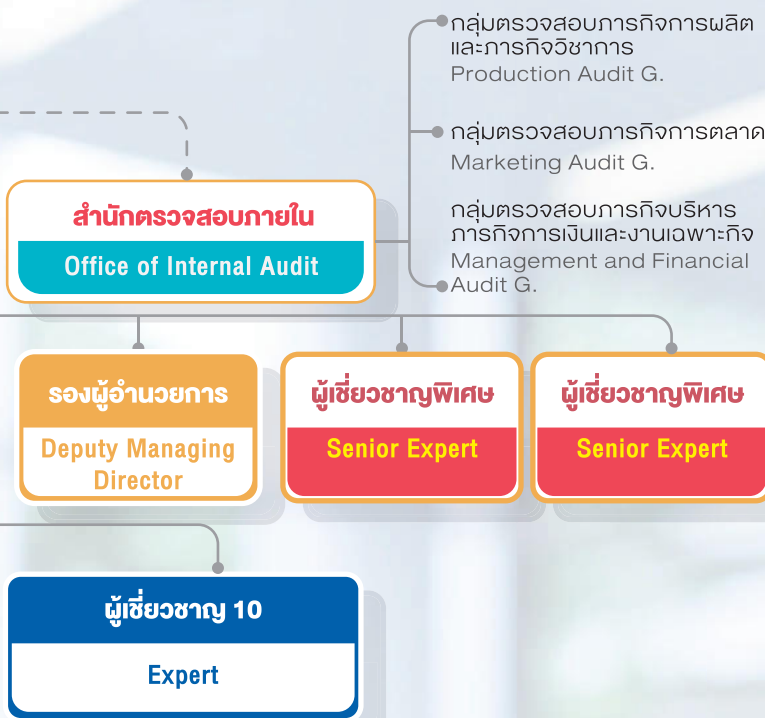 กลุ่มตรวจสอบภารกิจการผลิต
และภารกิจวิชาการ
Production Audit G.
กลุ่มตรวจสอบภารกิจการตลาด
Marketing Audit G.
สำนักตรวจสอบภายใน
Office of Internal Audit
กลุ่มตรวจสอบภารกิจบริหาร
ภารกิจการเงินและงานเฉพาะกิจ
Management and Financial
Audit G.
รองผู้อำนวยการ
Deputy Managing
Director
ผู้เชี่ยวชาญพิเศษ
Senior Expert
ผู้เชี่ยวชาญพิเศษ
Senior Expert
ผู้เชี่ยวชาญ 10
Expert